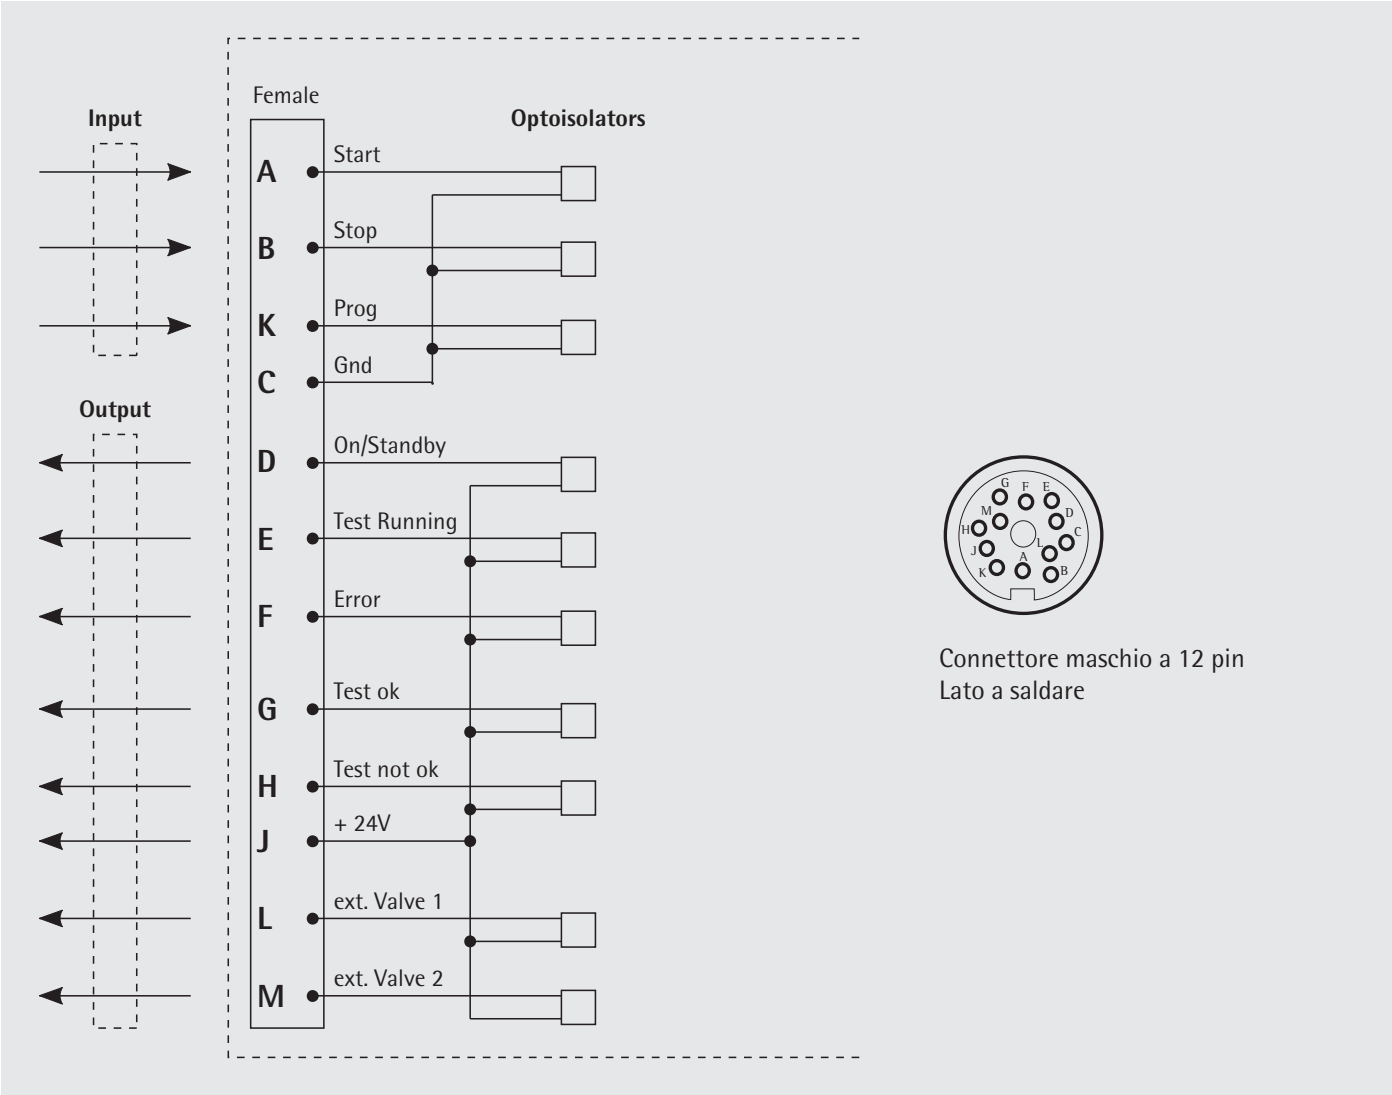 Female
Input
Optoisolators
A Start
B Stop
K Prog
C Gnd
Output
D On/Standby
E Test Running
F Error
G Test ok
H Test not ok
J + 24V
L ext. Valve 1
M ext. Valve 2
G F E
M D
H C
J L
K A B
Connettore maschio a 12 pin
Lato a saldare